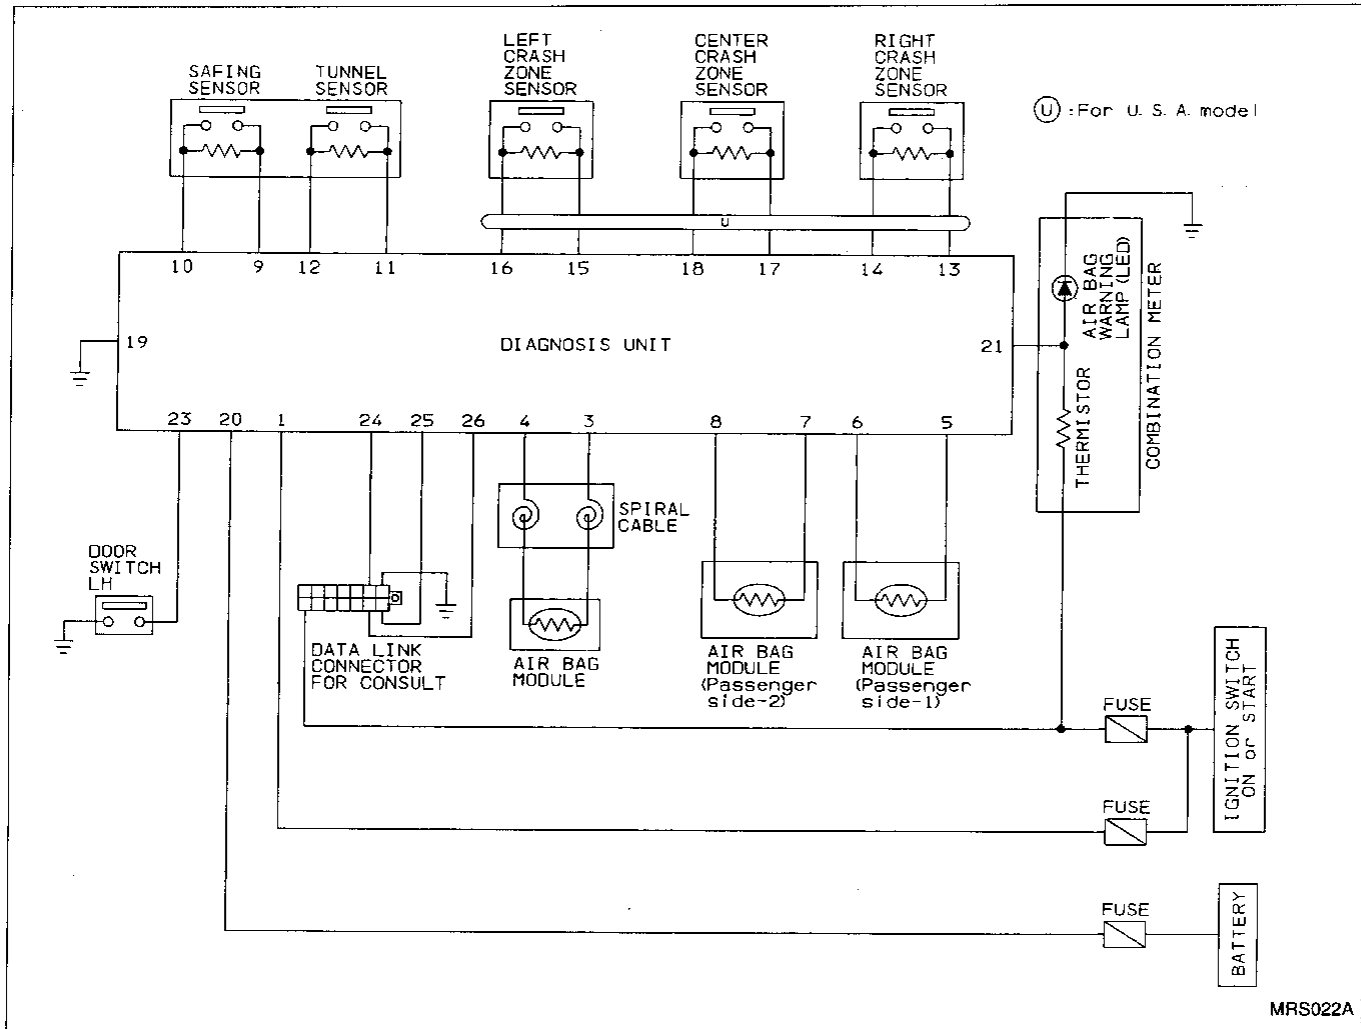 SAFING
SENSOR
TUNNEL
SENSOR
LEFT
CRASH
ZONE
SENSOR
CENTER
CRASH
ZONE
SENSOR
RIGHT
CRASH
ZONE
SENSOR
U :For U. S. A. model
U
10 9 12 11 16 15 18 17 14 13
19
DIAGNOSIS UNIT
21
AIR BAG
WARNING
LAMP (LED)
COMBINATION METER
THERMISTOR
23 20 1 24 25 26 4 3 8 7 6 5
SPIRAL
CABLE
DOOR
SWITCH
LH
DATA LINK
CONNECTOR
FOR CONSULT
AIR BAG
MODULE
AIR BAG
MODULE
(Passenger
side-2)
AIR BAG
MODULE
(Passenger
side-1)
FUSE
IGNITION SWITCH
ON or START
FUSE
FUSE
BATTERY
MRS022A